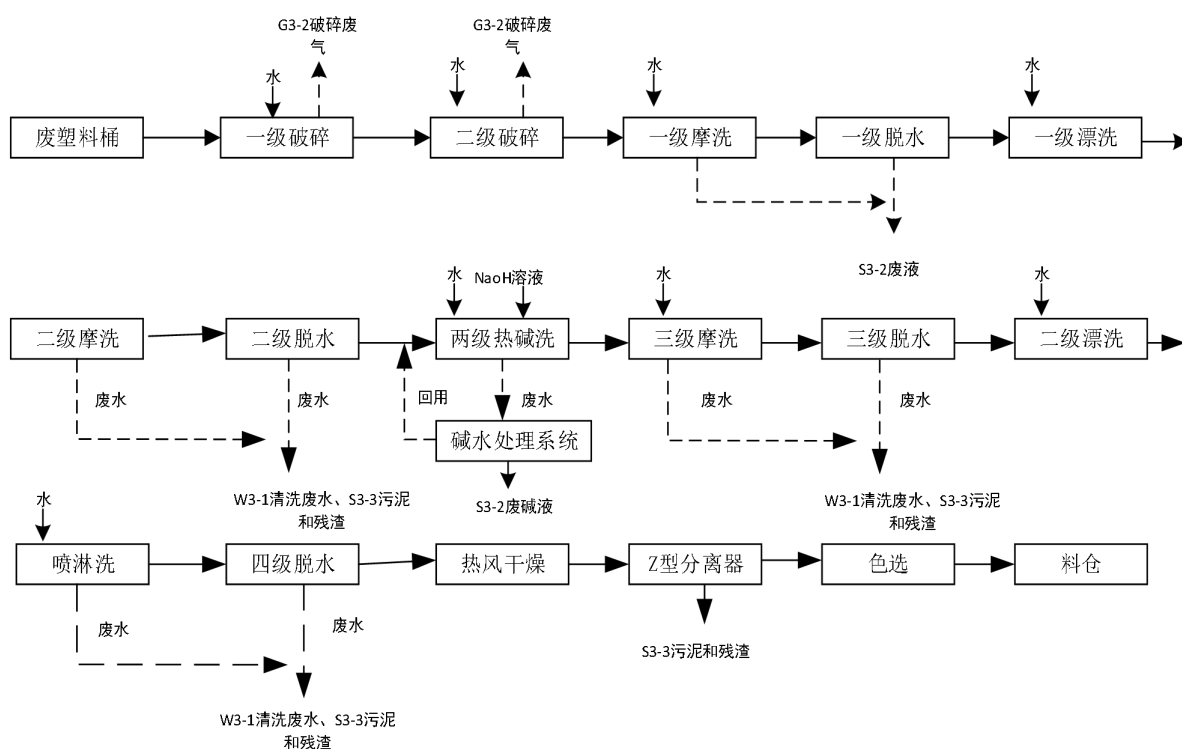 G3-2破碎废
气
G3-2破碎废
气
水
水
水
水
废塑料桶
一级破碎
二级破碎
一级摩洗
一级脱水
一级漂洗
S3-2废液
水
NaoH溶液
水
水
二级摩洗
二级脱水
两级热碱洗
三级摩洗
三级脱水
二级漂洗
废水
废水
回用
废水
废水
废水
碱水处理系统
W3-1清洗废水、S3-3污泥
和残渣
S3-2废碱液
W3-1清洗废水、S3-3污泥
和残渣
水
喷淋洗
四级脱水
热风干燥
Z型分离器
色选
料仓
废水
废水
S3-3污泥和残渣
W3-1清洗废水、S3-3污泥
和残渣